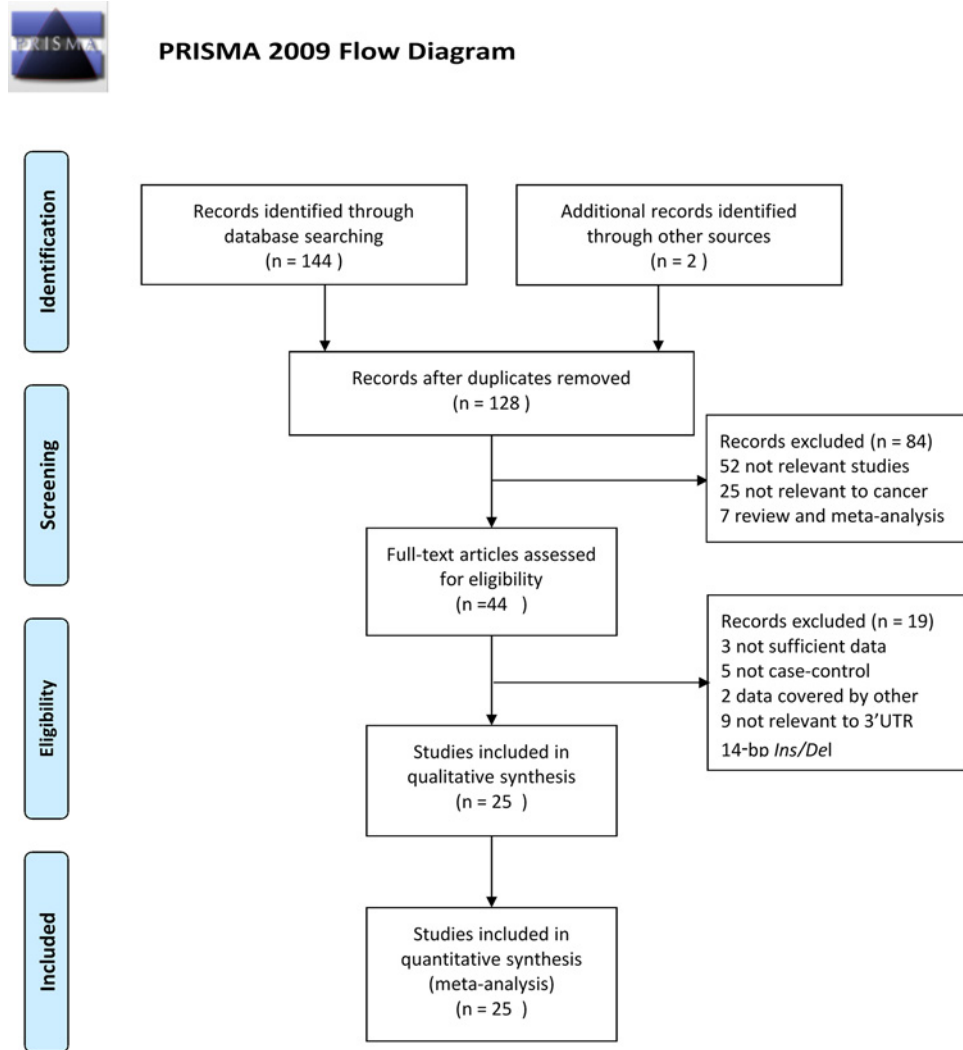 PRISMA
PRISMA 2009 Flow Diagram
Identification
Records identified through
database searching
(n = 144 )
Additional records identified
through other sources
(n = 2 )
Records after duplicates removed
(n = 128 )
Screening
Records excluded (n = 84)
52 not relevant studies
25 not relevant to cancer
7 review and meta-analysis
Full-text articles assessed
for eligibility
(n =44 )
Eligibility
Records excluded (n = 19)
3 not sufficient data
5 not case-control
2 data covered by other
9 not relevant to 3’UTR
14-bp Ins/Del
Studies included in
qualitative synthesis
(n = 25 )
Included
Studies included in
quantitative synthesis
(meta-analysis)
(n = 25 )